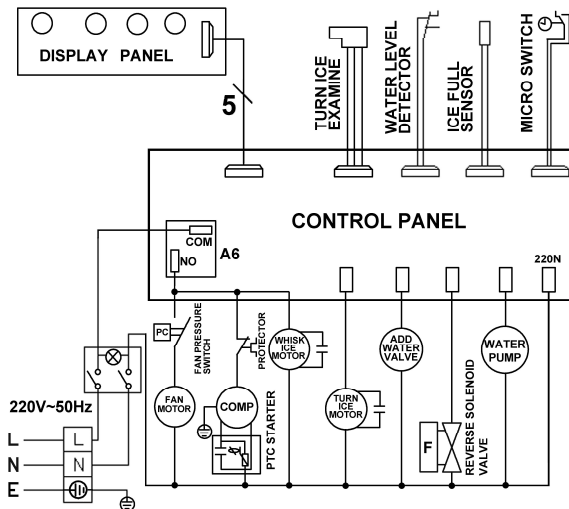 DISPLAY PANEL
5
TURN ICE
EXAMINE
WATER LEVEL
DETECTOR
ICE FULL
SENSOR
MICRO SWITCH
CONTROL PANEL
COM
NO
A6
220N
PC
FAN PRESSURE
SWITCH
PROTECTOR
WHISK
ICE
MOTOR
ADD
WATER
VALVE
WATER
PUMP
FAN
MOTOR
COMP
PTC STARTER
TURN
ICE
MOTOR
F
REVERSE SOLENOID
VALVE
220V~50Hz
L L
N N
E